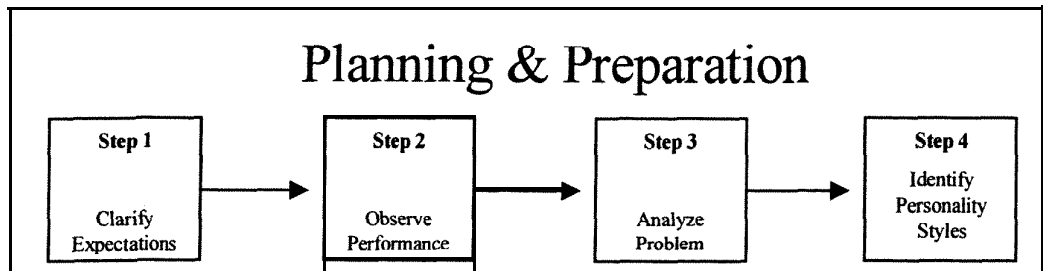 Planning & Preparation
Step 1
Clarify
Expectations
Step 2
Observe
Performance
Step 3
Analyze
Problem
Step 4
Identify
Personality
Styles